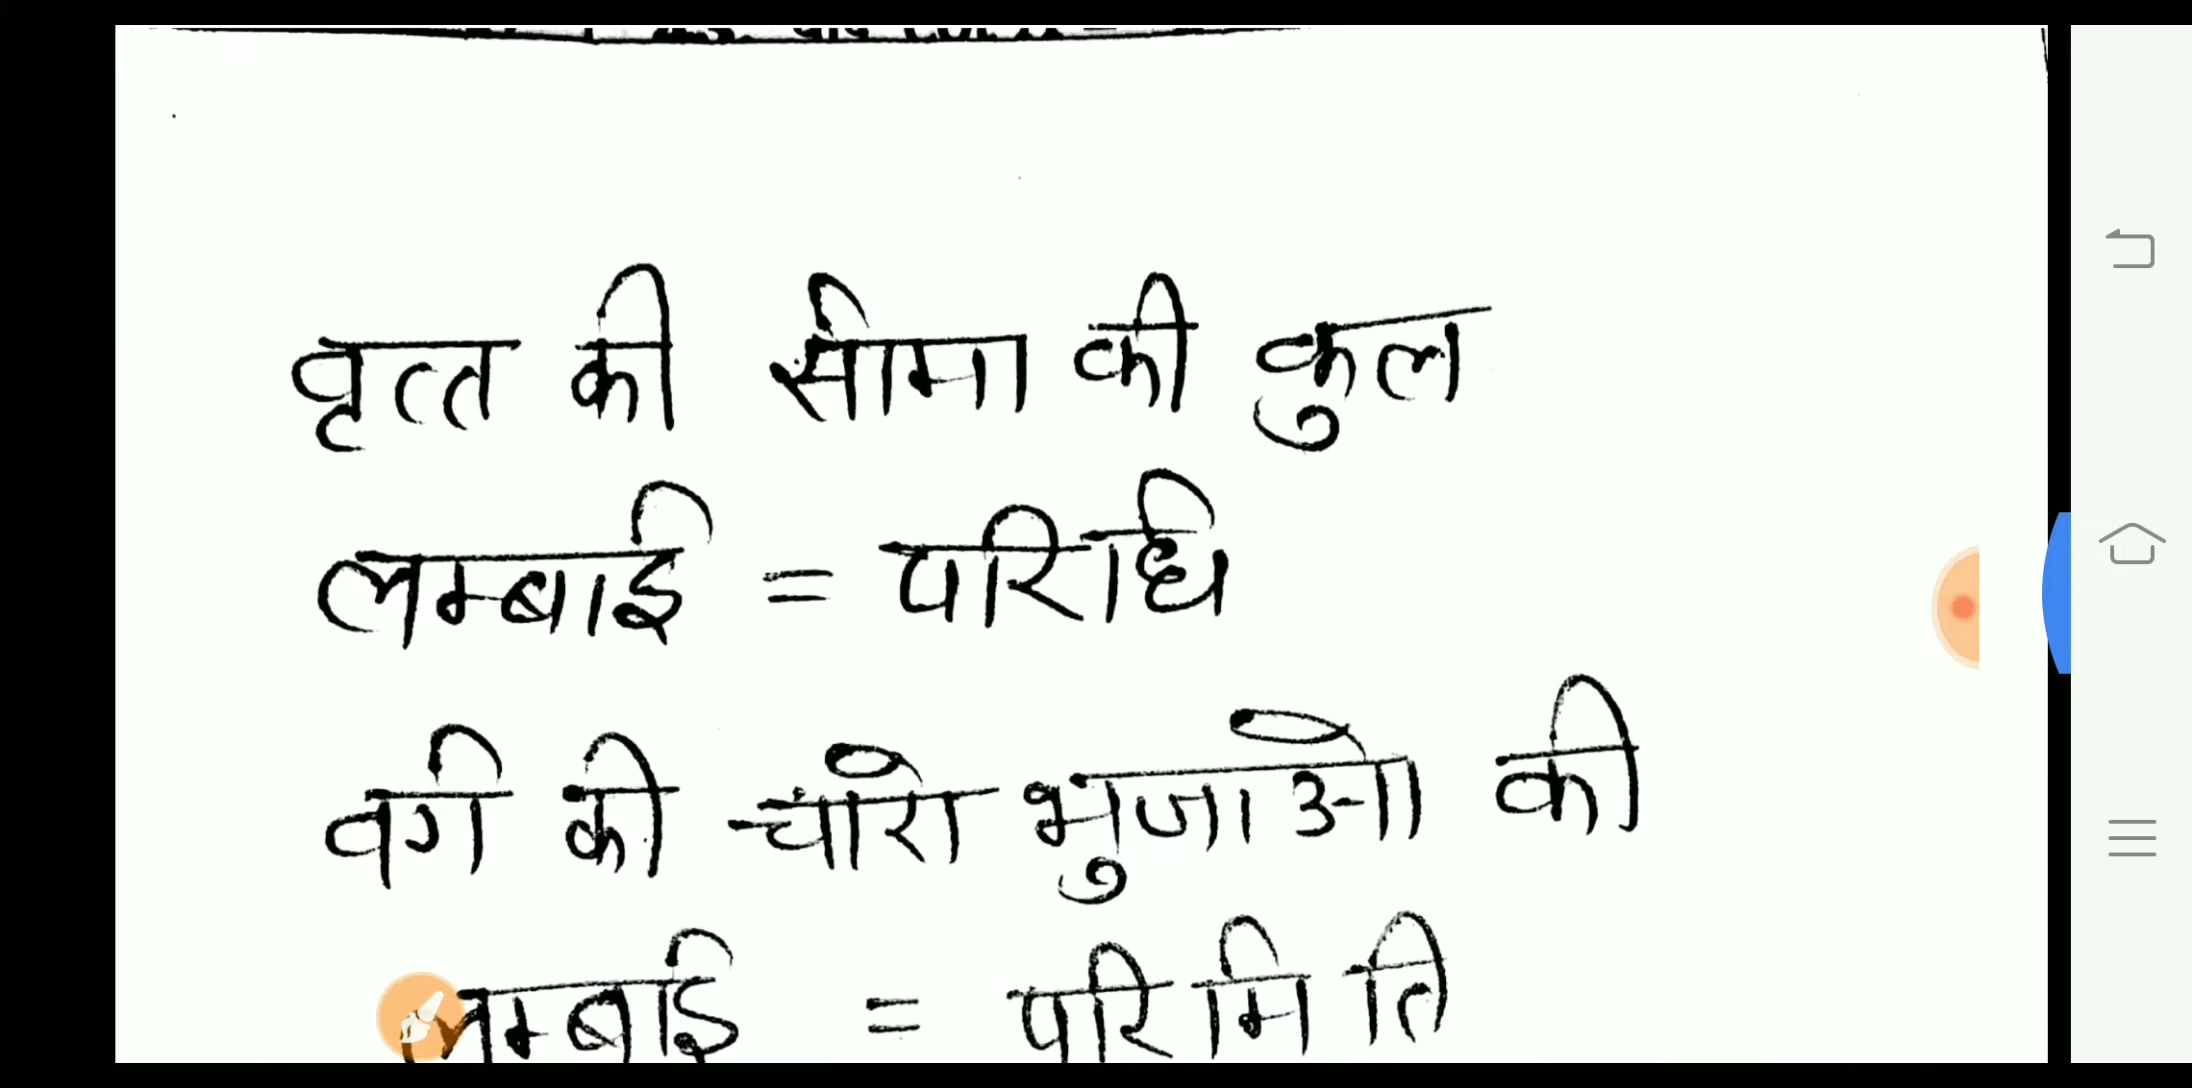 वृत्त की सीमा की कुल
लम्बाई = परिधि
वर्ग की चारो भुजाओ की
लम्बाई = परिमिति